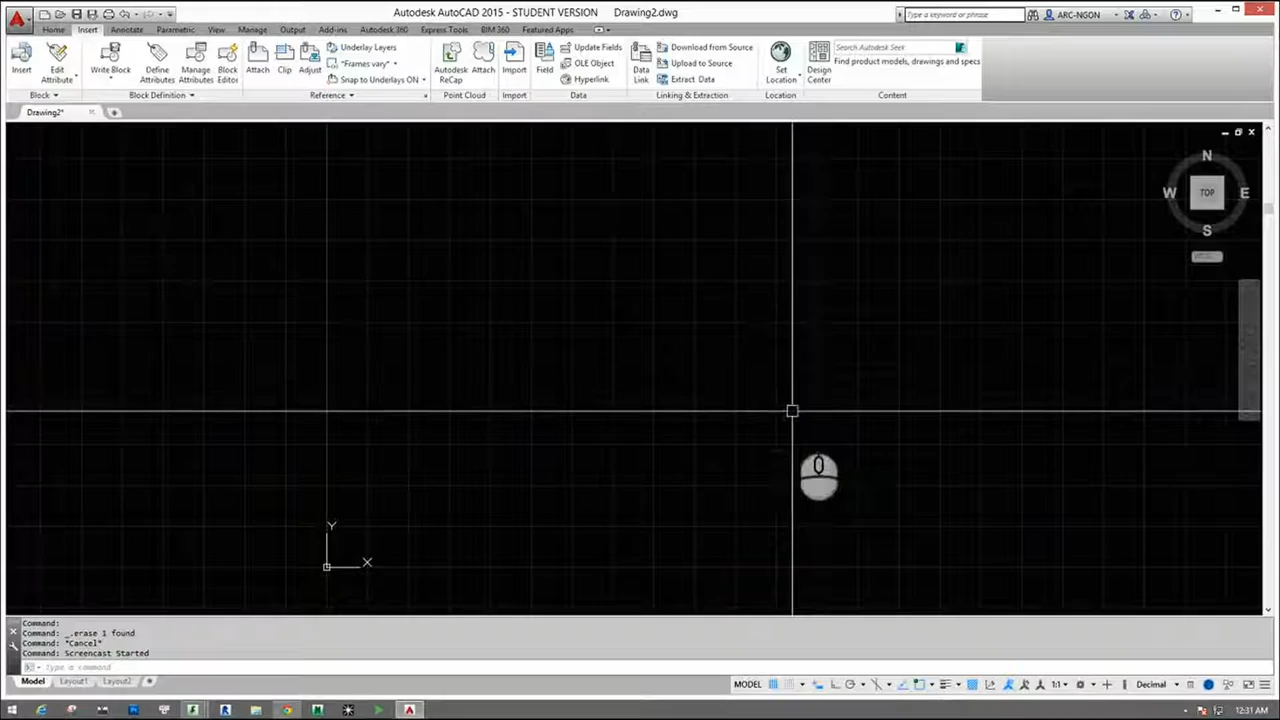 Autodesk AutoCAD 2015 - STUDENT VERSION Drawing2.dwg
Type a keyword or phrase
ARC-NGON
Home Insert Annotate Parametric View Manage Output Add-ins Autodesk 360 Express Tools BIM 360 Featured Apps
Insert
Edit Attribute
Block
Write Block
Define Attributes
Manage Attributes
Block Editor
Block Definition
Attach
Clip
Adjust
Underlay Layers
*Frames vary*
Snap to Underlays ON
Reference
Autodesk ReCap
Attach
Point Cloud
Import
Import
Field
Update Fields
OLE Object
Hyperlink
Data
Data Link
Download from Source
Upload to Source
Extract Data
Linking & Extraction
Set Location
Location
Design Center
Search Autodesk Seek
Find product models, drawings and specs
Content
Drawing2*
N
W TOP E
S
Y
X
Command:
Command: _.erase 1 found
Command: *Cancel*
Command: Screencast Started
Type a command
Model Layout1 Layout2
MODEL 1:1 Decimal
12:31 AM